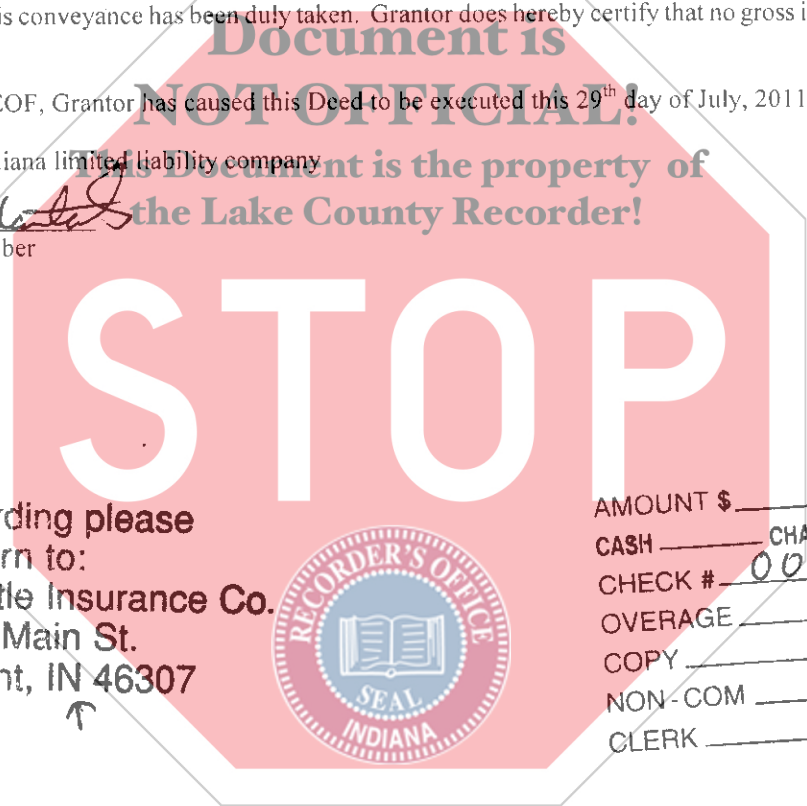 is conveyance has been duly taken. Grantor does hereby certify that no gross i
Document is
NOT OFFICIAL!
COF, Grantor has caused this Deed to be executed this 29th day of July, 2011
diana limited liability company
This Document is the property of
the Lake County Recorder!
ber
STOP
rding please
rn to:
tle Insurance Co.
Main St.
nt, IN 46307
RECORDER'S OFFICE
SEAL
INDIANA
AMOUNT $
CASH CHA
CHECK # 00
OVERAGE
COPY
NON-COM
CLERK